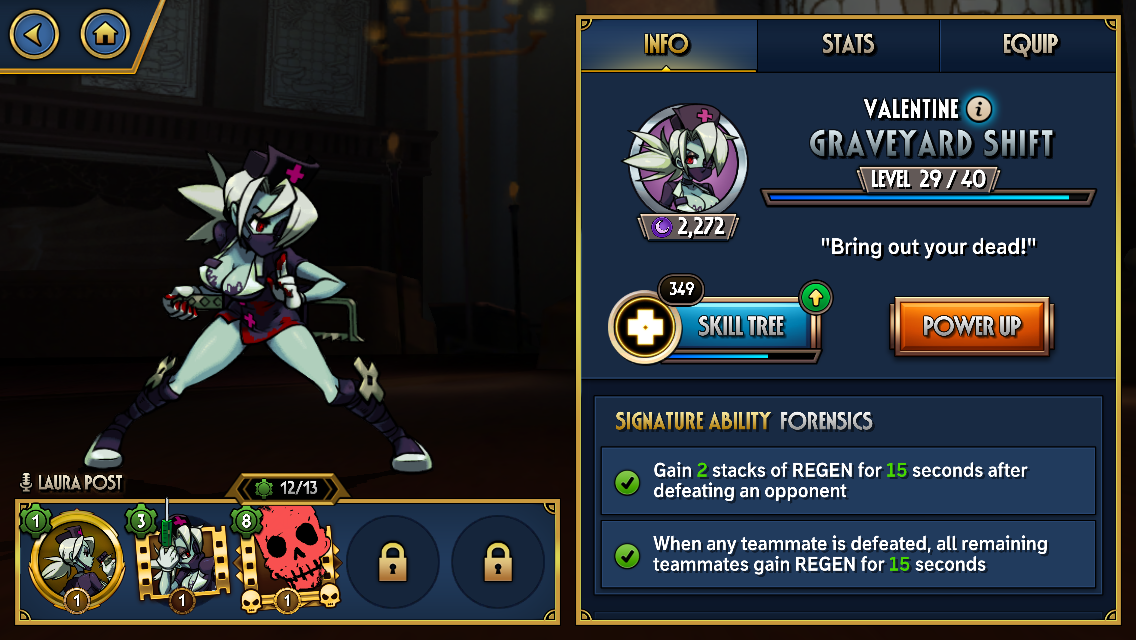 INFO
STATS
EQUIP
VALENTINE i
GRAVEYARD SHIFT
LEVEL 29 / 40
2,272
"Bring out your dead!"
349
SKILL TREE
POWER UP
SIGNATURE ABILITY FORENSICS
Gain 2 stacks of REGEN for 15 seconds after
defeating an opponent
When any teammate is defeated, all remaining
teammates gain REGEN for 15 seconds
LAURA POST
12/13
1
3
8
1
1
1